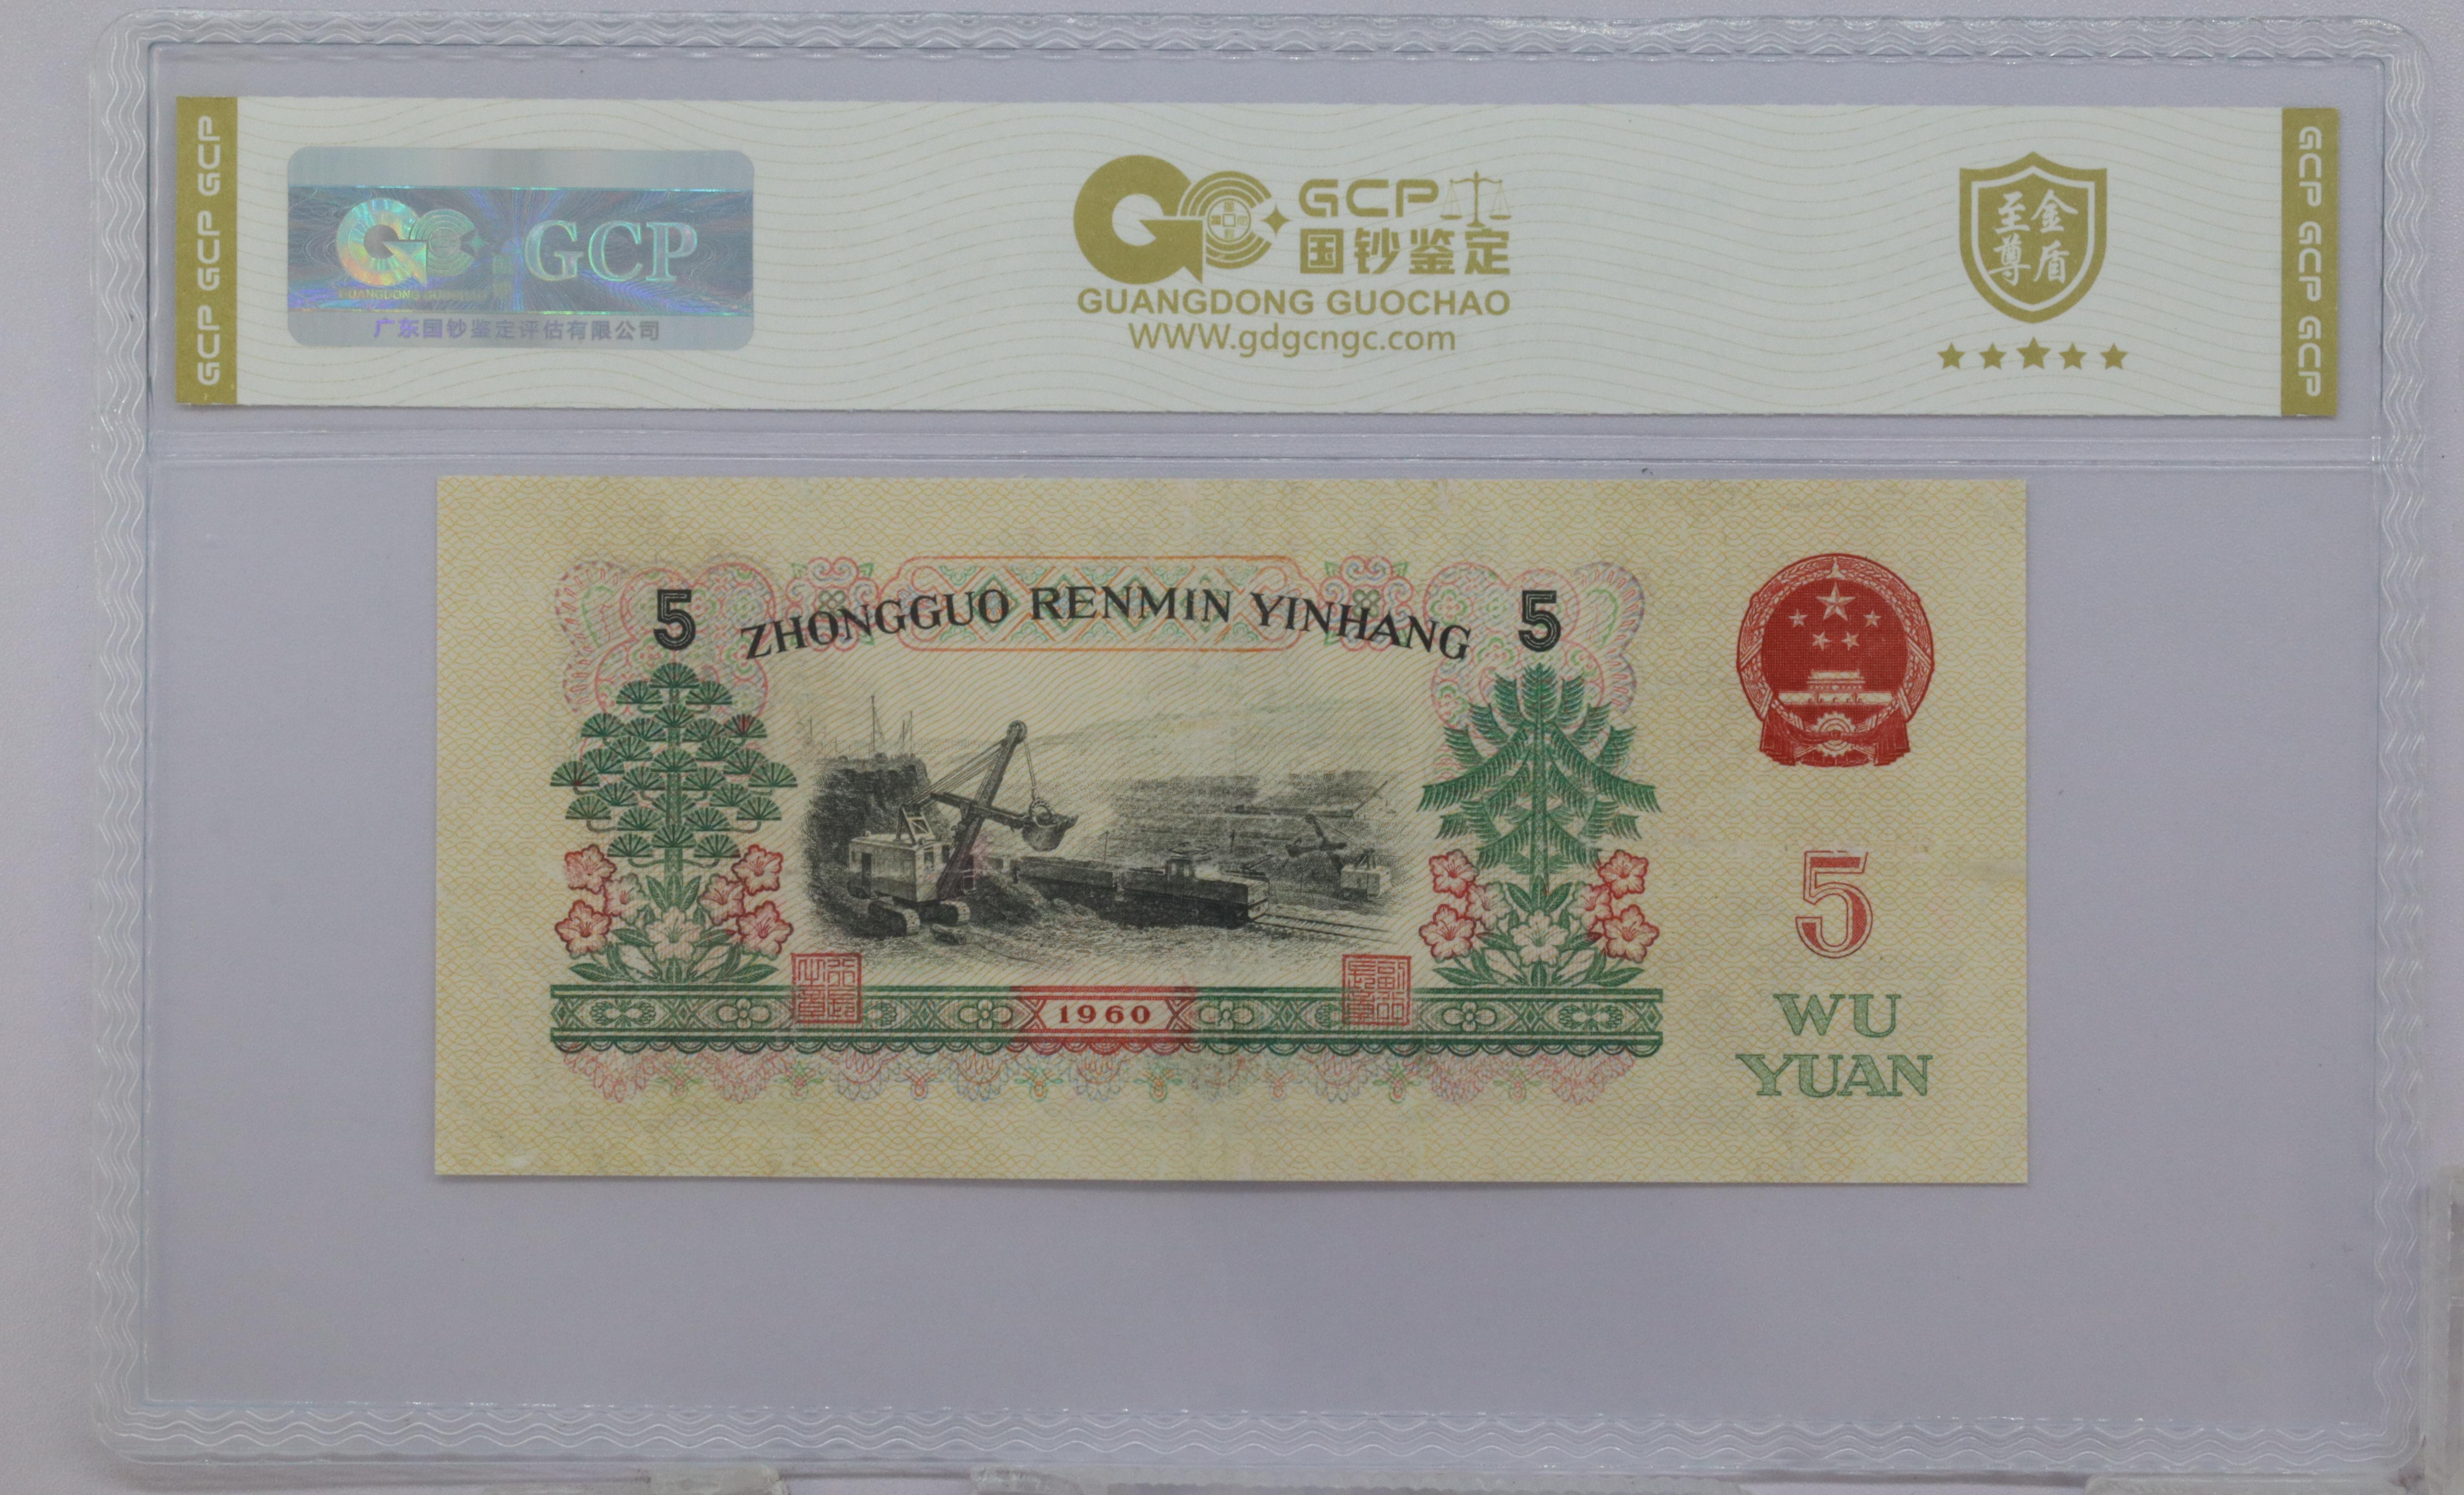 GCP GCP GCP
GCP
GUANGDONG GUOCHAO
广东国钞鉴定评估有限公司
GCP
国钞鉴定
GUANGDONG GUOCHAO
WWW.gdgcngc.com
至尊
金盾
GCP GCP GCP
5 ZHONGGUO RENMIN YINHANG 5
1960
5
WU
YUAN